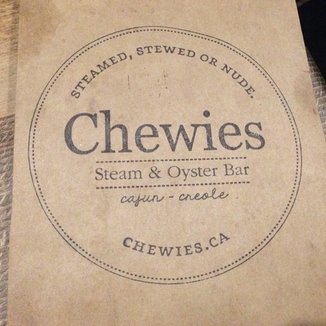 STEAMED, STEWED OR NUDE.
Chewies
Steam & Oyster Bar
cajun - creole
CHEWIES.CA